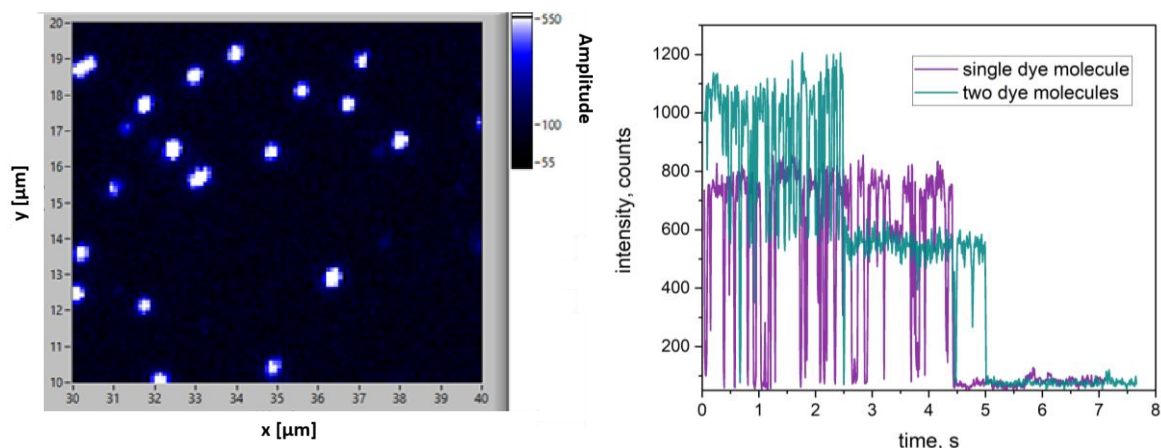 20
19
18
17
16
15
14
13
12
11
10
y [µm]
30 31 32 33 34 35 36 37 38 39 40
x [µm]
550
100
55
Amplitude
1200
1000
800
600
400
200
intensity, counts
single dye molecule
two dye molecules
0 1 2 3 4 5 6 7 8
time, s